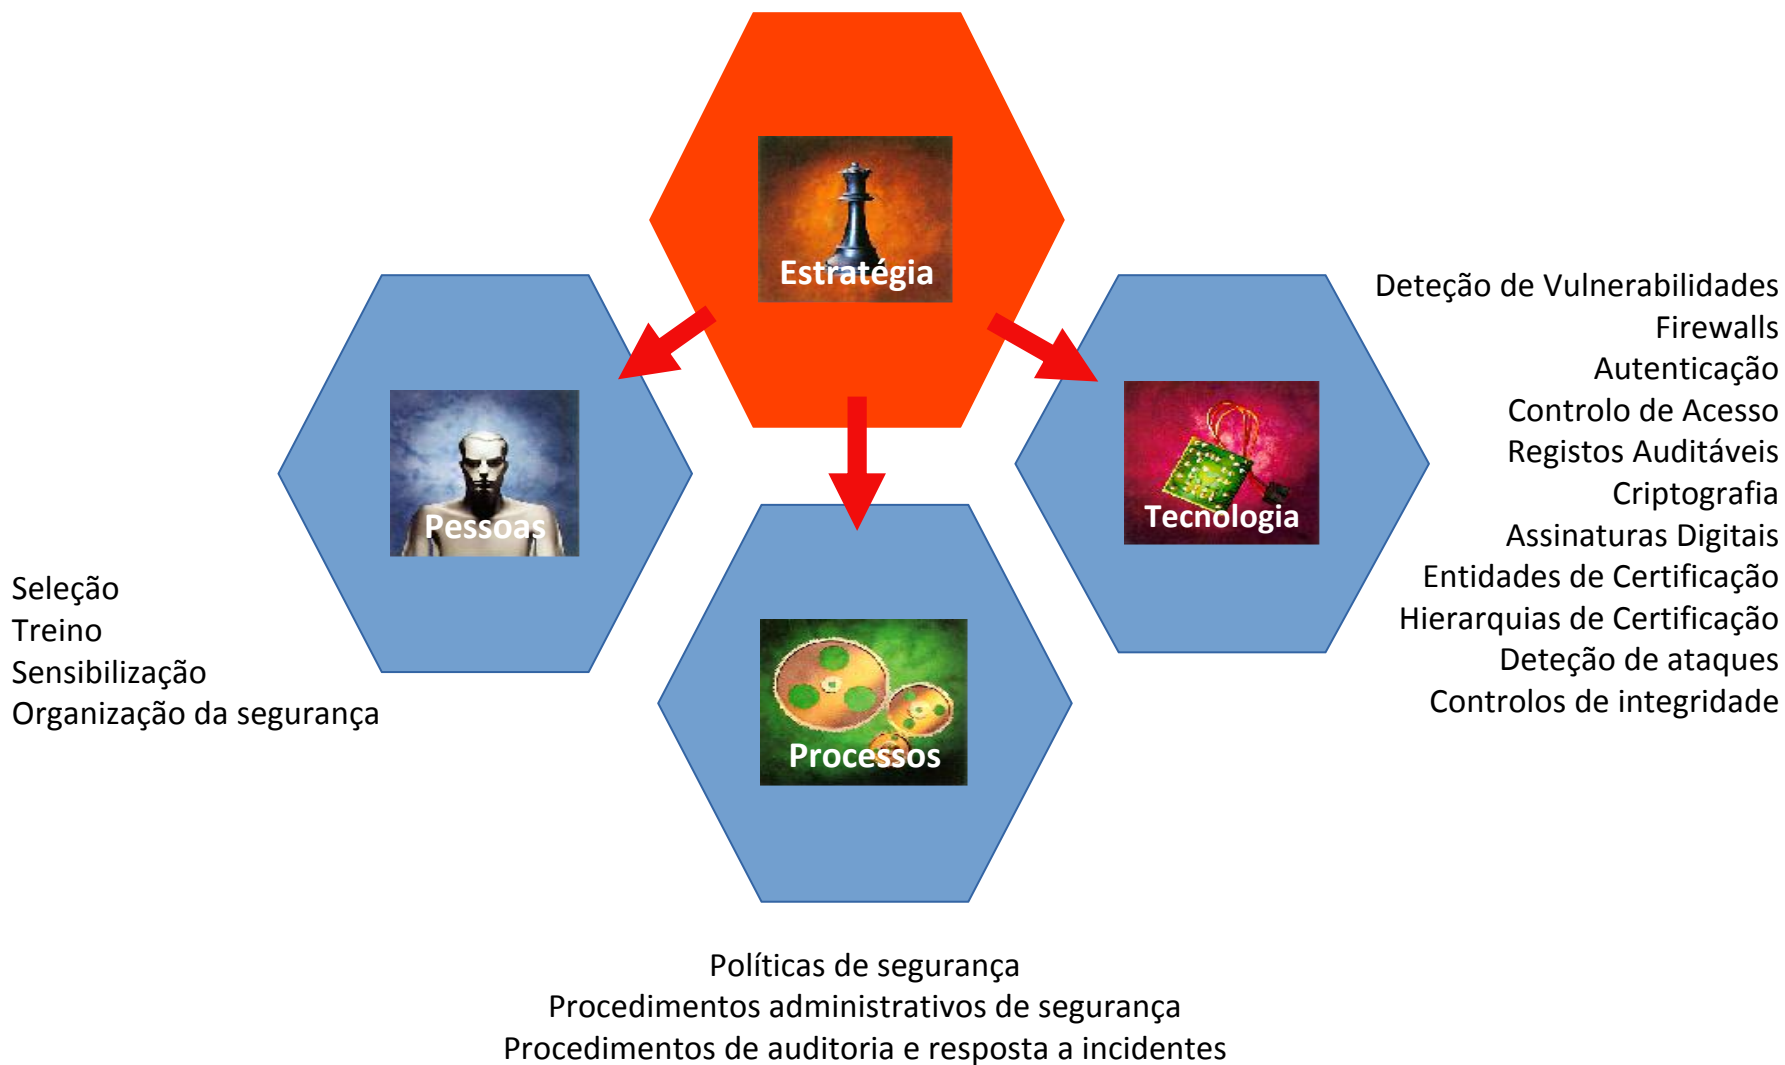 Estratégia
Pessoas
Seleção
Treino
Sensibilização
Organização da segurança
Processos
Políticas de segurança
Procedimentos administrativos de segurança
Procedimentos de auditoria e resposta a incidentes
Tecnologia
Deteção de Vulnerabilidades
Firewalls
Autenticação
Controlo de Acesso
Registos Auditáveis
Criptografia
Assinaturas Digitais
Entidades de Certificação
Hierarquias de Certificação
Deteção de ataques
Controlos de integridade